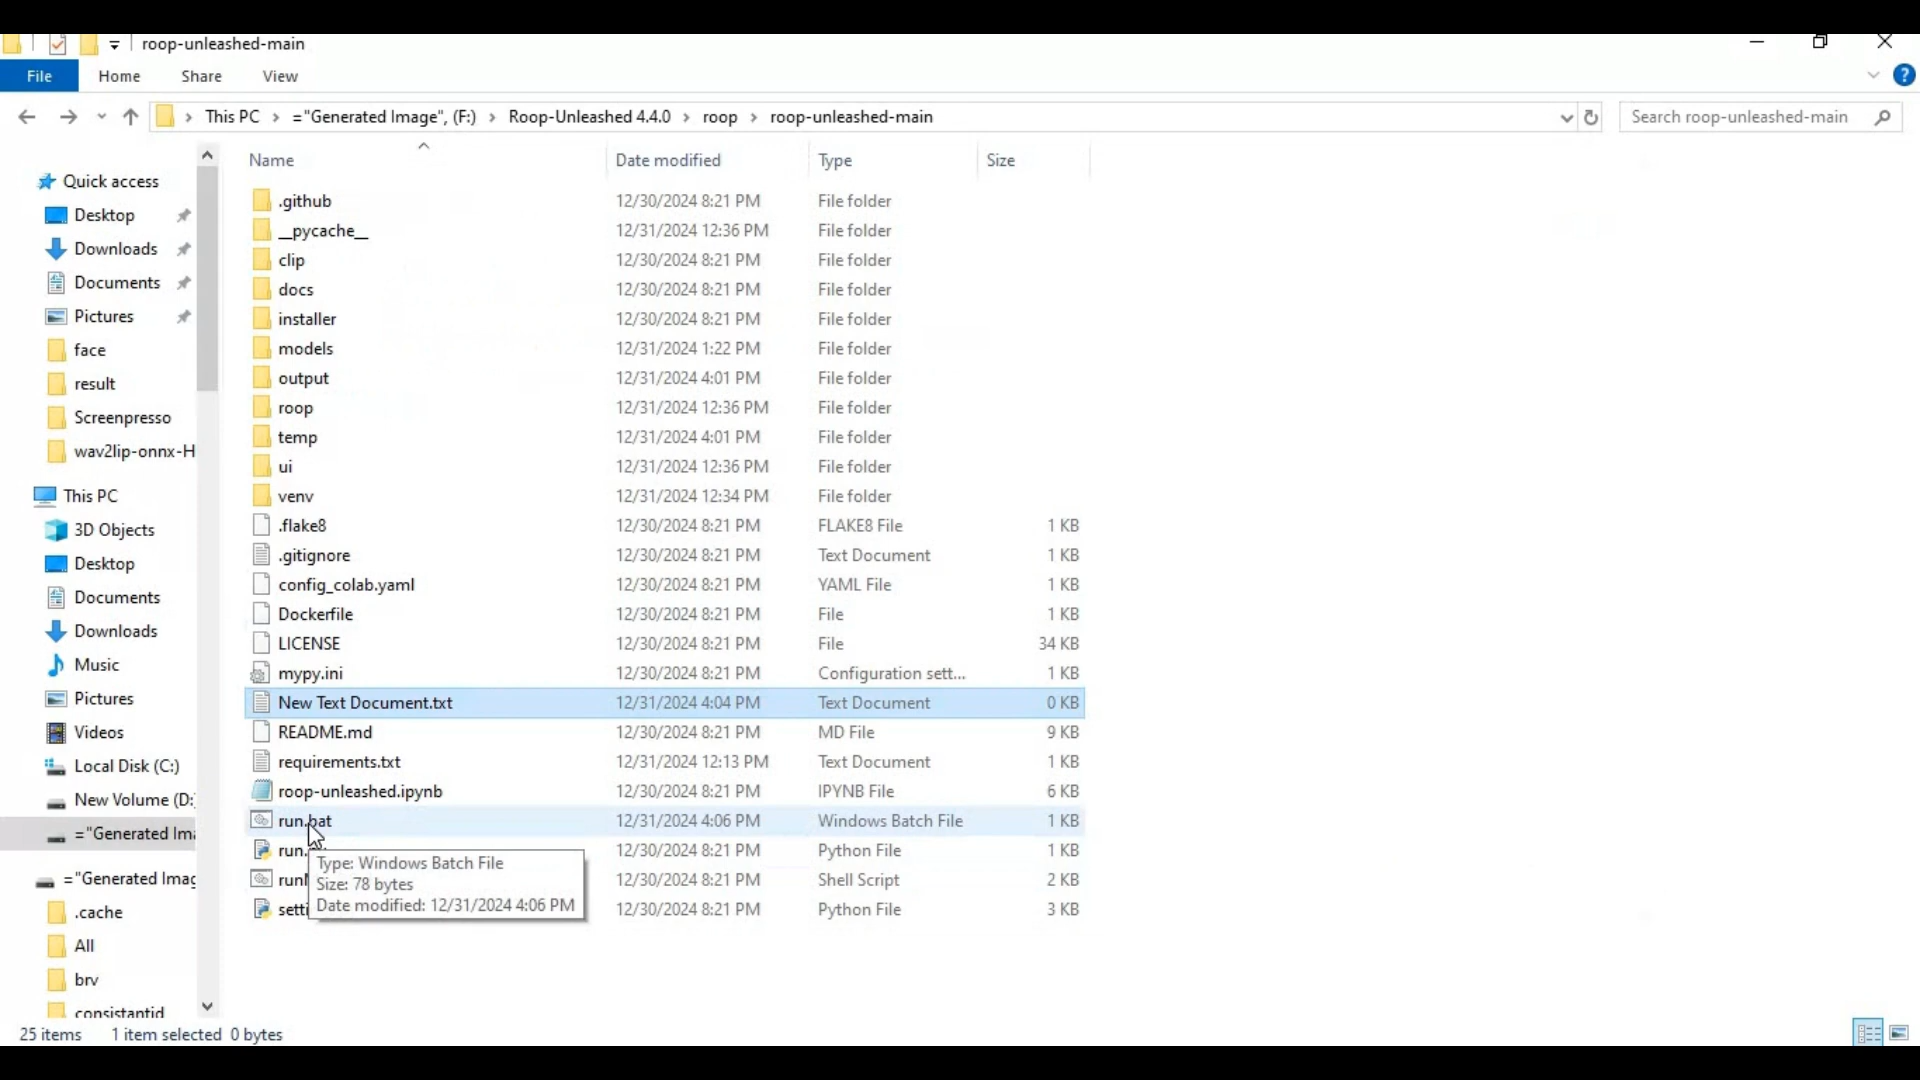 roop-unleashed-main
File Home Share View
This PC > ="Generated Image", (F:) > Roop-Unleashed 4.4.0 > roop > roop-unleashed-main
Search roop-unleashed-main
Name Date modified Type Size
Quick access
Desktop
Downloads
Documents
Pictures
face
result
Screenpresso
wav2lip-onnx-H
This PC
3D Objects
Desktop
Documents
Downloads
Music
Pictures
Videos
Local Disk (C:)
New Volume (D:
="Generated Ima
="Generated Imag
.cache
All
brv
consistantid
.github 12/30/2024 8:21 PM File folder
__pycache__ 12/31/2024 12:36 PM File folder
clip 12/30/2024 8:21 PM File folder
docs 12/30/2024 8:21 PM File folder
installer 12/30/2024 8:21 PM File folder
models 12/31/2024 1:22 PM File folder
output 12/31/2024 4:01 PM File folder
roop 12/31/2024 12:36 PM File folder
temp 12/31/2024 4:01 PM File folder
ui 12/31/2024 12:36 PM File folder
venv 12/31/2024 12:34 PM File folder
.flake8 12/30/2024 8:21 PM FLAKE8 File 1 KB
.gitignore 12/30/2024 8:21 PM Text Document 1 KB
config_colab.yaml 12/30/2024 8:21 PM YAML File 1 KB
Dockerfile 12/30/2024 8:21 PM File 1 KB
LICENSE 12/30/2024 8:21 PM File 34 KB
mypy.ini 12/30/2024 8:21 PM Configuration sett... 1 KB
New Text Document.txt 12/31/2024 4:04 PM Text Document 0 KB
README.md 12/30/2024 8:21 PM MD File 9 KB
requirements.txt 12/31/2024 12:13 PM Text Document 1 KB
roop-unleashed.ipynb 12/30/2024 8:21 PM IPYNB File 6 KB
run.bat 12/31/2024 4:06 PM Windows Batch File 1 KB
run. 12/30/2024 8:21 PM Python File 1 KB
12/30/2024 8:21 PM Shell Script 2 KB
setti 12/30/2024 8:21 PM Python File 3 KB
Type: Windows Batch File
Size: 78 bytes
Date modified: 12/31/2024 4:06 PM
25 items 1 item selected 0 bytes